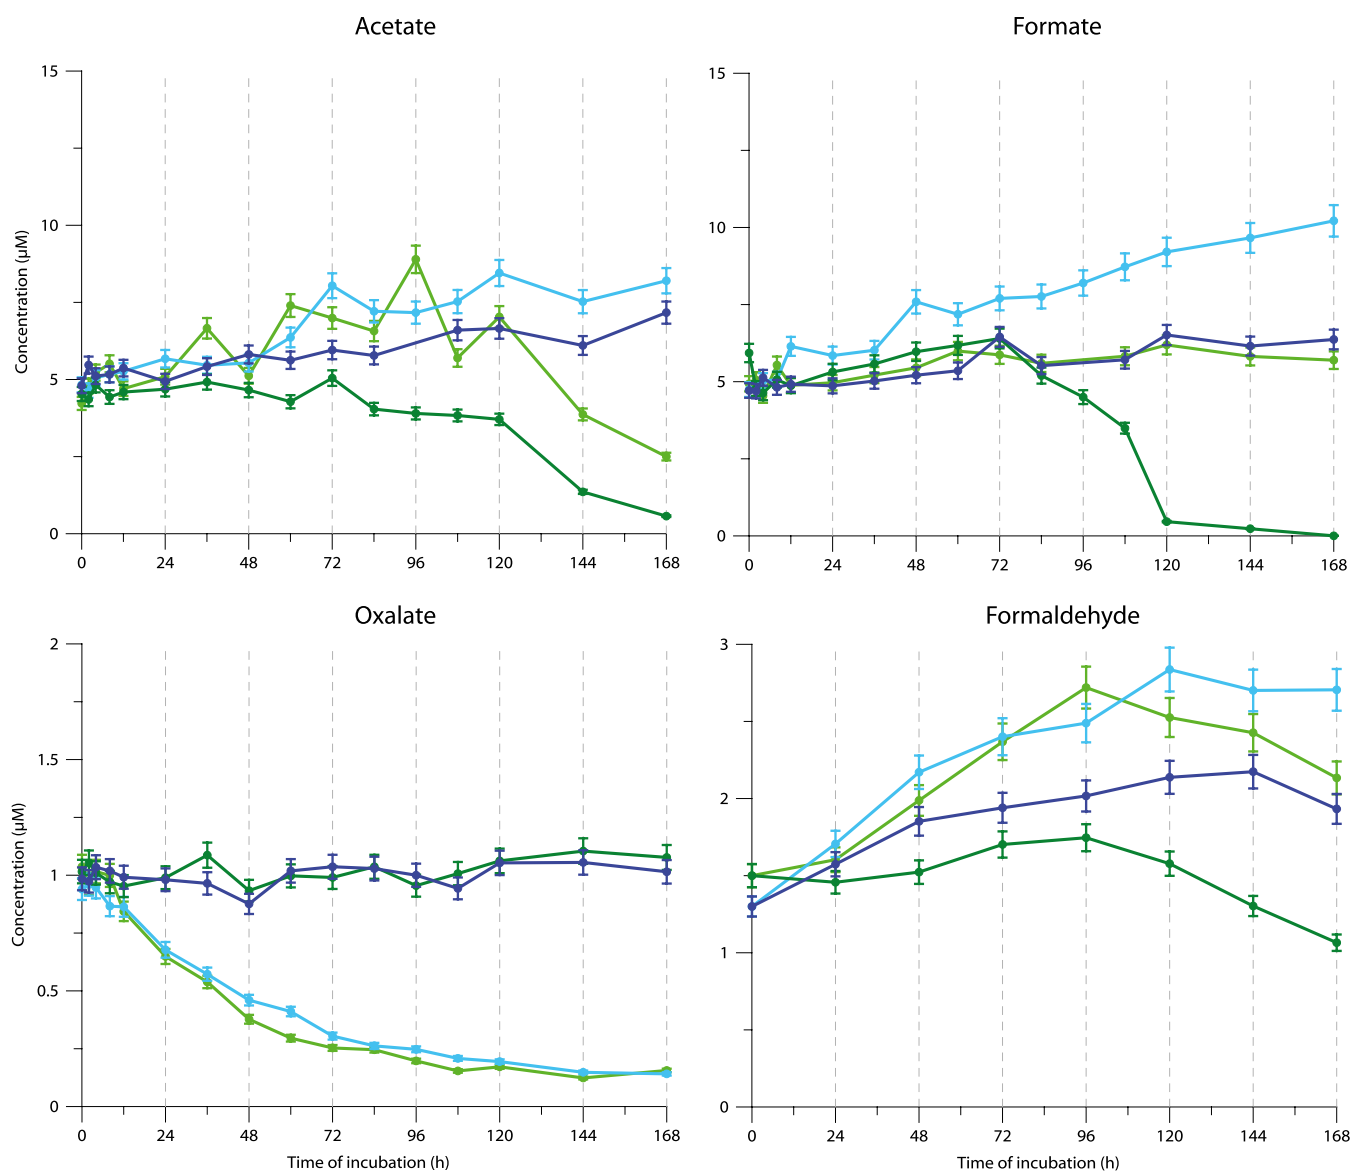 Acetate
Formate
15
10
5
0
Concentration (µM)
0 24 48 72 96 120 144 168
15
10
5
0
0 24 48 72 96 120 144 168
Oxalate
Formaldehyde
2
1.5
1
0.5
0
Concentration (µM)
0 24 48 72 96 120 144 168
Time of incubation (h)
3
2
1
0
0 24 48 72 96 120 144 168
Time of incubation (h)